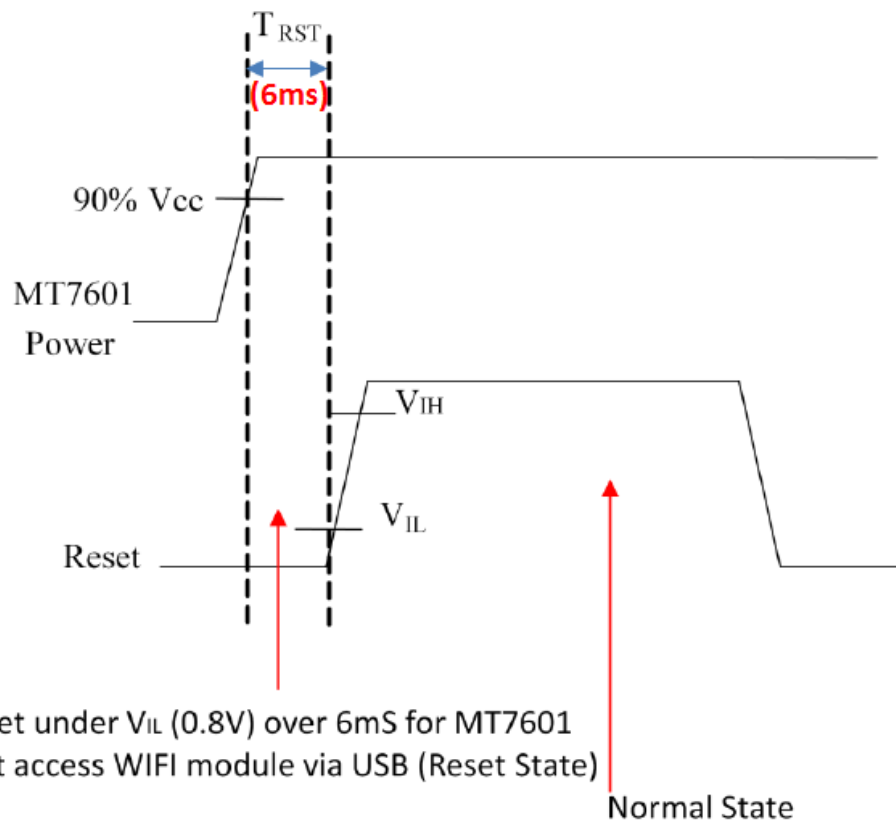 TRST
(6ms)
90% Vcc
MT7601
Power
VIH
VIL
Reset
et under VIL (0.8V) over 6mS for MT7601
t access WIFI module via USB (Reset State)
Normal State